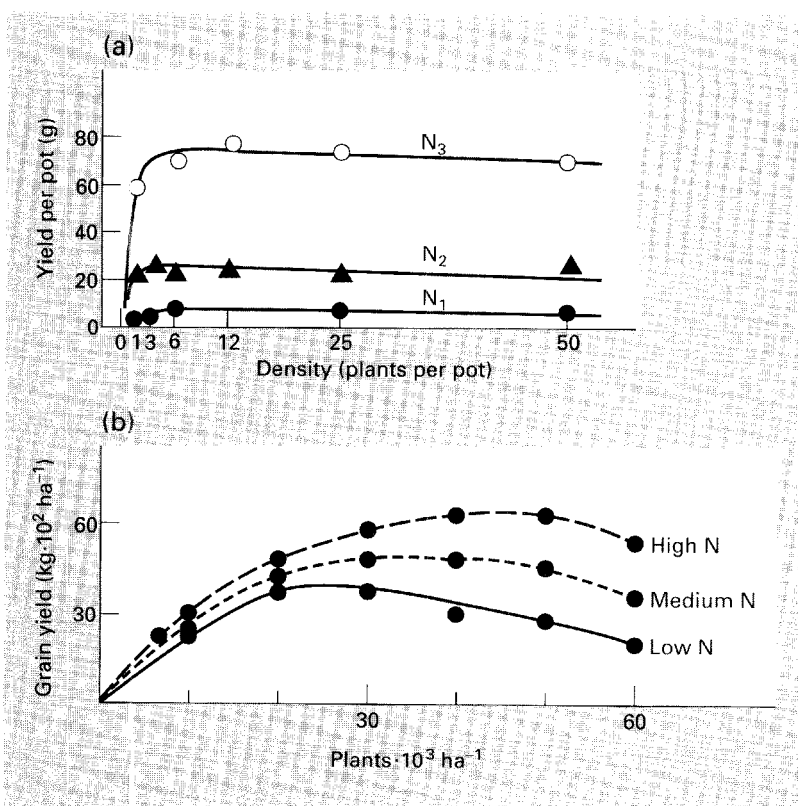 (a)
Yield per pot (g)
80
60
40
20
0
N3
N2
N1
0 1 3 6 12 25 50
Density (plants per pot)
(b)
Grain yield (kg·10² ha⁻¹)
60
30
High N
Medium N
Low N
30 60
Plants·10³ ha⁻¹